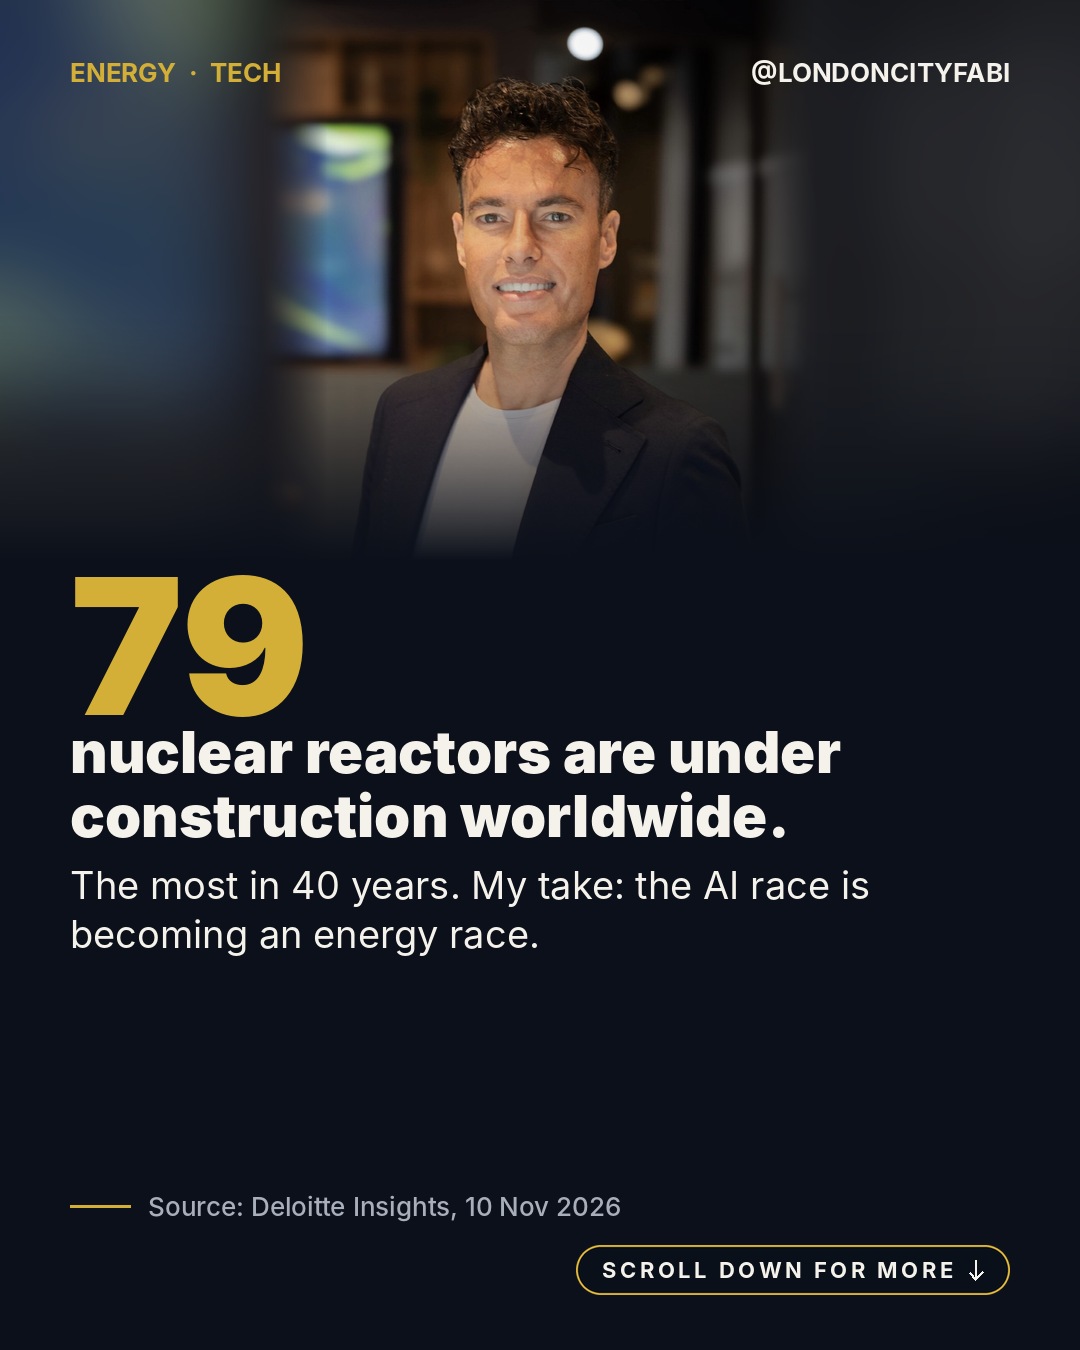 ENERGY · TECH
@LONDONCITYFABI
79
nuclear reactors are under
construction worldwide.
The most in 40 years. My take: the AI race is
becoming an energy race.
Source: Deloitte Insights, 10 Nov 2026
SCROLL DOWN FOR MORE ↓